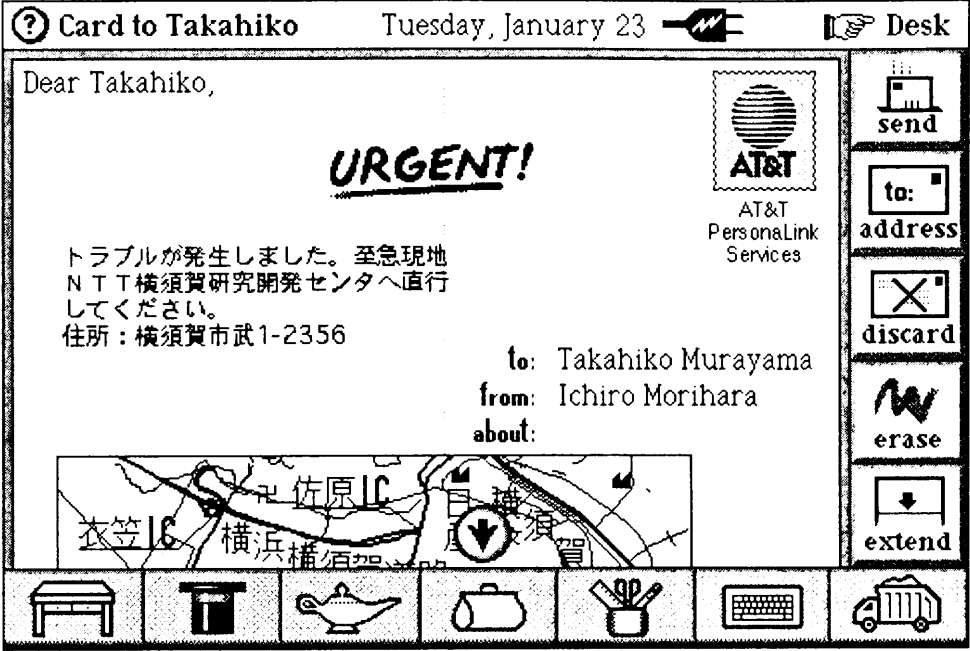 ? Card to Takahiko
Tuesday, January 23
Desk
Dear Takahiko,
URGENT!
AT&T
AT&T
PersonaLink
Services
トラブルが発生しました。至急現地
ＮＴＴ横須賀研究開発センタへ直行
してください。
住所：横須賀市武1-2356
to: Takahiko Murayama
from: Ichiro Morihara
about:
佐原IC
衣笠IC
横浜横須賀道路
横須賀
send
to:
address
discard
erase
extend